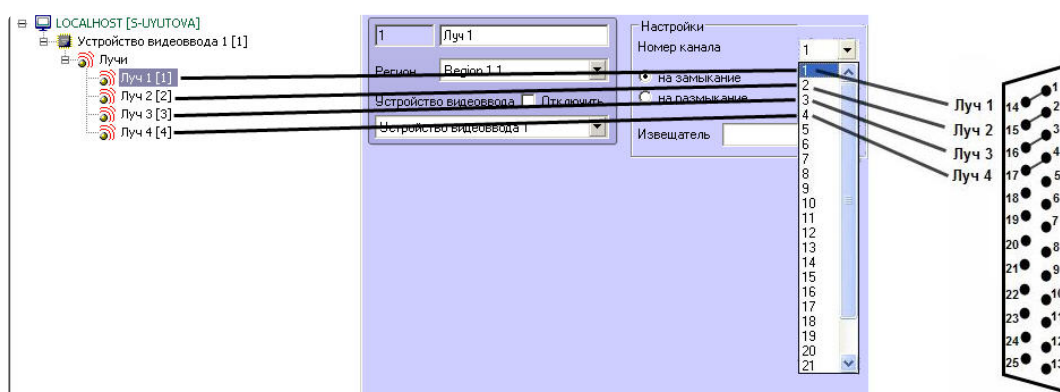 LOCALHOST [S-UYUTOVA]
Устройство видеоввода 1 [1]
Лучи
Луч 1 [1]
Луч 2 [2]
Луч 3 [3]
Луч 4 [4]
1
Луч 1
Регион
Region 1.1
Устройство видеоввода
Отключить
Устройство видеоввода 1
Настройки
Номер канала
1
на замыкание
на размыкание
Извещатель
1
2
3
4
5
6
7
8
9
10
11
12
13
14
15
16
17
18
19
20
21
Луч 1
Луч 2
Луч 3
Луч 4
14
15
16
17
18
19
20
21
22
23
24
25
1
2
3
4
5
6
7
8
9